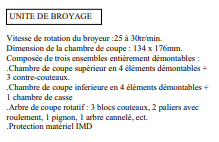 UNITE DE BROYAGE
Vitesse de rotation du broyeur :25 à 30tr/min.
Dimension de la chambre de coupe : 134 x 176mm.
Composée de trois ensembles entièrement démontables :
.Chambre de coupe supérieur en 4 éléments démontables +
3 contre-couteaux.
.Chambre de coupe inferieure en 4 éléments démontables +
1 chambre de casse
.Arbre de coupe rotatif : 3 blocs couteaux, 2 paliers avec
roulement, 1 pignon, 1 arbre cannelé, ect.
.Protection matériel IMD